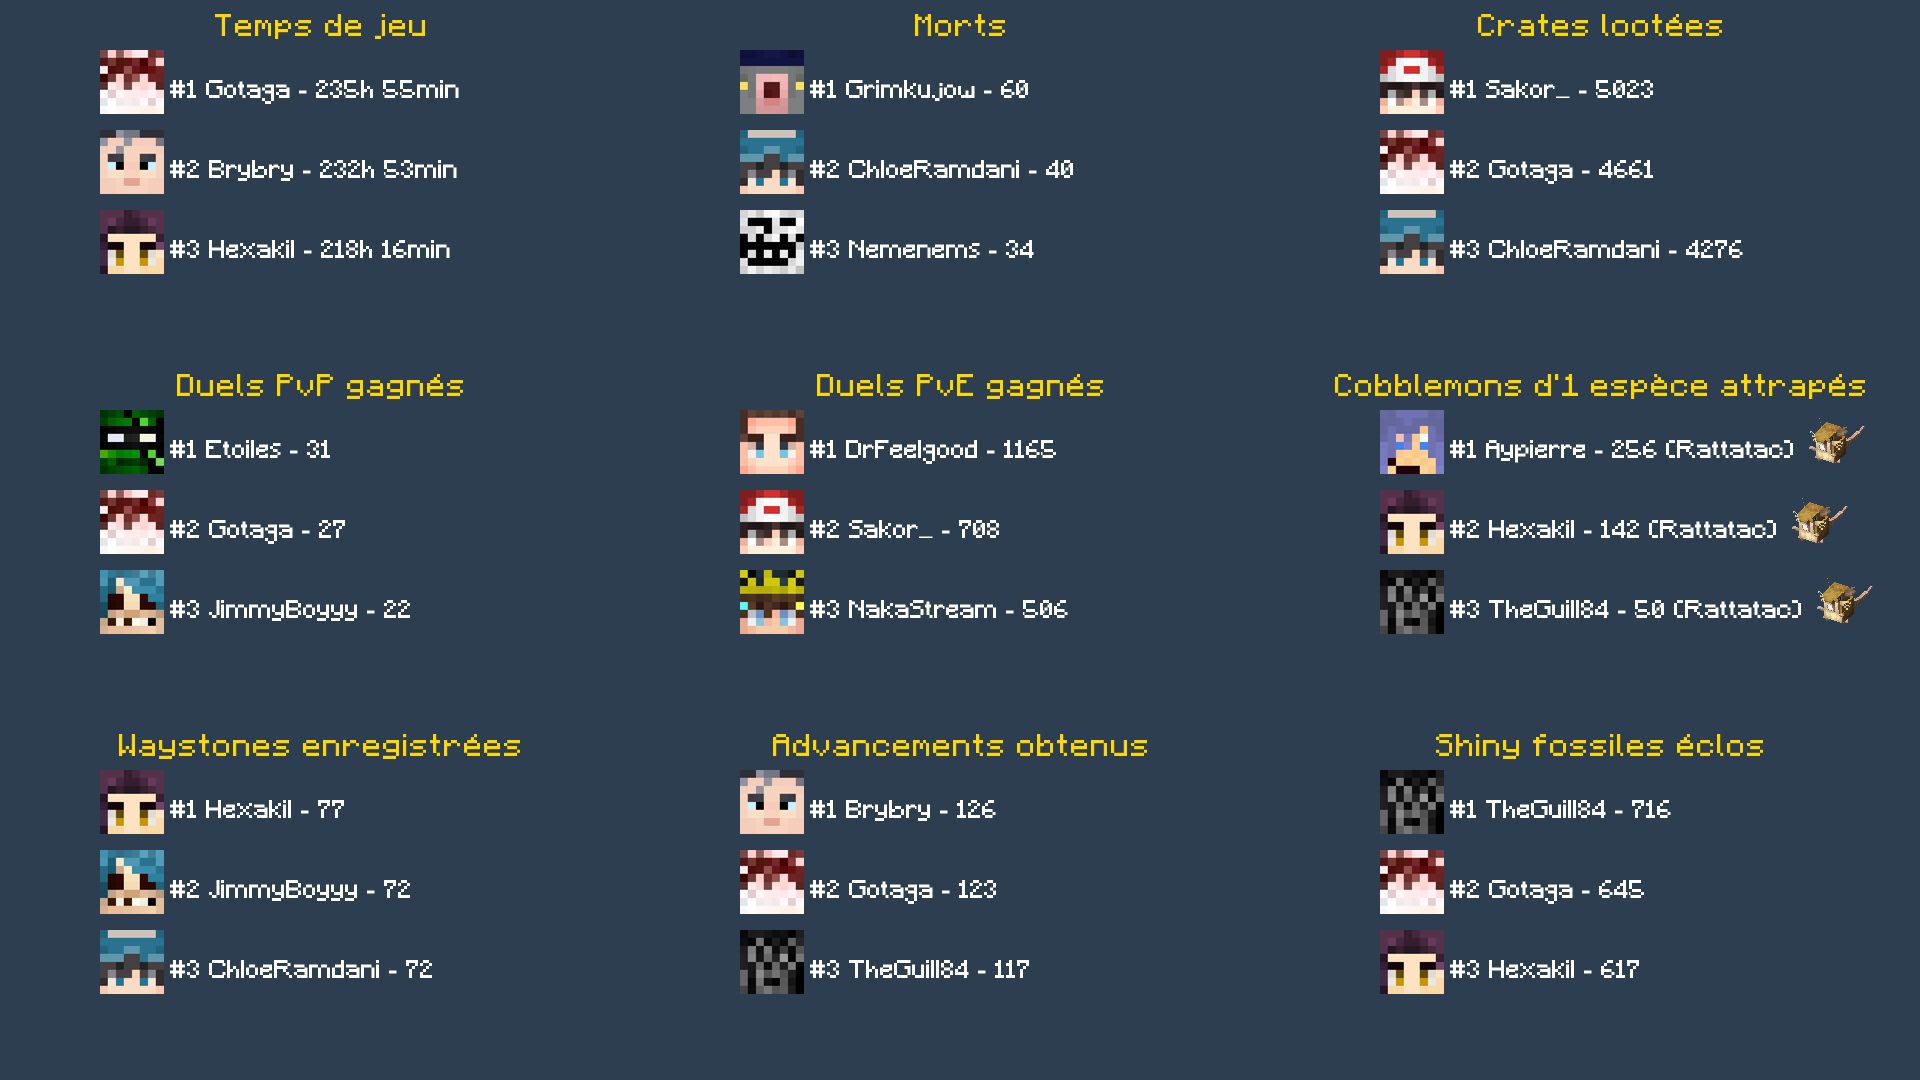 Temps de jeu
#1 Gotaga - 235h 55min
#2 Brybry - 232h 53min
#3 Hexakil - 218h 16min
Morts
#1 Grimkujow - 60
#2 ChloeRamdani - 40
#3 Nemenems - 34
Crates lootées
#1 Sakor_ - 5023
#2 Gotaga - 4661
#3 ChloeRamdani - 4276
Duels PvP gagnés
#1 Etoiles - 31
#2 Gotaga - 27
#3 JimmyBoyyy - 22
Duels PvE gagnés
#1 DrFeelgood - 1165
#2 Sakor_ - 708
#3 NakaStream - 506
Cobblemons d'1 espèce attrapés
#1 Aypierre - 256 (Rattatac)
#2 Hexakil - 142 (Rattatac)
#3 TheGuill84 - 50 (Rattatac)
Waystones enregistrées
#1 Hexakil - 77
#2 JimmyBoyyy - 72
#3 ChloeRamdani - 72
Advancements obtenus
#1 Brybry - 126
#2 Gotaga - 123
#3 TheGuill84 - 117
Shiny fossiles éclos
#1 TheGuill84 - 716
#2 Gotaga - 645
#3 Hexakil - 617